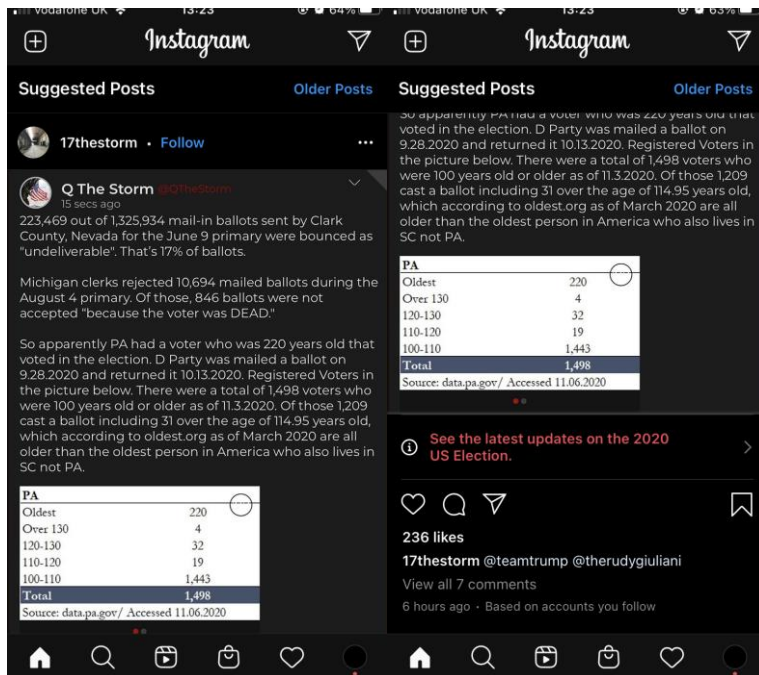 Vodafone UK 13:23 64%
Instagram
Suggested Posts Older Posts
17thestorm • Follow
Q The Storm @QTheStorm
15 secs ago
223,469 out of 1,325,934 mail-in ballots sent by Clark
County, Nevada for the June 9 primary were bounced as
"undeliverable". That's 17% of ballots.
Michigan clerks rejected 10,694 mailed ballots during the
August 4 primary. Of those, 846 ballots were not
accepted "because the voter was DEAD."
So apparently PA had a voter who was 220 years old that
voted in the election. D Party was mailed a ballot on
9.28.2020 and returned it 10.13.2020. Registered Voters in
the picture below. There were a total of 1,498 voters who
were 100 years old or older as of 11.3.2020. Of those 1,209
cast a ballot including 31 over the age of 114.95 years old,
which according to oldest.org as of March 2020 are all
older than the oldest person in America who also lives in
SC not PA.
PA
Oldest 220
Over 130 4
120-130 32
110-120 19
100-110 1,443
Total 1,498
Source: data.pa.gov/ Accessed 11.06.2020
Vodafone UK 13:23 63%
Instagram
Suggested Posts Older Posts
So apparently PA had a voter who was 220 years old that
voted in the election. D Party was mailed a ballot on
9.28.2020 and returned it 10.13.2020. Registered Voters in
the picture below. There were a total of 1,498 voters who
were 100 years old or older as of 11.3.2020. Of those 1,209
cast a ballot including 31 over the age of 114.95 years old,
which according to oldest.org as of March 2020 are all
older than the oldest person in America who also lives in
SC not PA.
PA
Oldest 220
Over 130 4
120-130 32
110-120 19
100-110 1,443
Total 1,498
Source: data.pa.gov/ Accessed 11.06.2020
See the latest updates on the 2020
US Election.
236 likes
17thestorm @teamtrump @therudygiuliani
View all 7 comments
6 hours ago • Based on accounts you follow